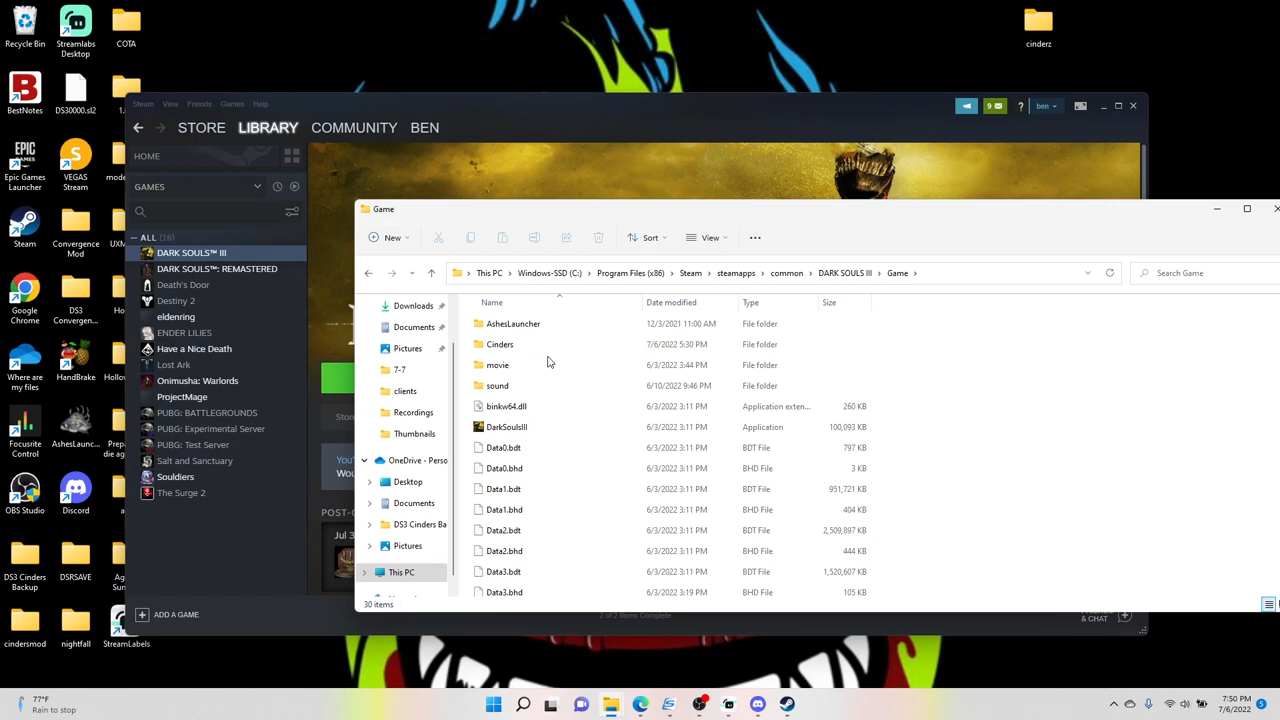 Recycle Bin
Streamlabs
Desktop
COTA
cinderz
BestNotes
DS30000.sl2
1.
Epic Games
Launcher
VEGAS
Stream
mode
Steam
Convergence
Mod
UXM
Google
Chrome
DS3
Convergen...
Ho
Where are
my files
HandBrake
Hollov
Focusrite
Control
AshesLaunc...
Prepa
die ag
OBS Studio
Discord
a
DS3 Cinders
Backup
DSRSAVE
Ag
Sun
cindersmod
nightfall
StreamLabels
Steam View Friends Games Help
9
?
ben
STORE LIBRARY COMMUNITY BEN
HOME
GAMES
ALL (16)
DARK SOULS™ III
DARK SOULS™: REMASTERED
Death's Door
Destiny 2
eldenring
ENDER LILIES
Have a Nice Death
Lost Ark
Onimusha: Warlords
ProjectMage
PUBG: BATTLEGROUNDS
PUBG: Experimental Server
PUBG: Test Server
Salt and Sanctuary
Souldiers
The Surge 2
Stor
You'
Wou
POST-G
Jul 3
ADD A GAME
2 of 2 Items Complete
& CHAT
Game
New Sort View
This PC Windows-SSD (C:) Program Files (x86) Steam steamapps common DARK SOULS III Game
Search Game
Downloads
Documents
Pictures
7-7
clients
Recordings
Thumbnails
OneDrive - Perso
Desktop
Documents
DS3 Cinders Ba
Pictures
This PC
Name Date modified Type Size
AshesLauncher 12/3/2021 11:00 AM File folder
Cinders 7/6/2022 5:30 PM File folder
movie 6/3/2022 3:44 PM File folder
sound 6/10/2022 9:46 PM File folder
binkw64.dll 6/3/2022 3:11 PM Application exten... 260 KB
DarkSoulsIII 6/3/2022 3:11 PM Application 100,093 KB
Data0.bdt 6/3/2022 3:11 PM BDT File 797 KB
Data0.bhd 6/3/2022 3:11 PM BHD File 3 KB
Data1.bdt 6/3/2022 3:11 PM BDT File 951,721 KB
Data1.bhd 6/3/2022 3:11 PM BHD File 404 KB
Data2.bdt 6/3/2022 3:11 PM BDT File 2,509,897 KB
Data2.bhd 6/3/2022 3:11 PM BHD File 444 KB
Data3.bdt 6/3/2022 3:11 PM BDT File 1,520,607 KB
Data3.bhd 6/3/2022 3:19 PM BHD File 105 KB
30 items
77°F
Rain to stop
7:50 PM
7/6/2022
5